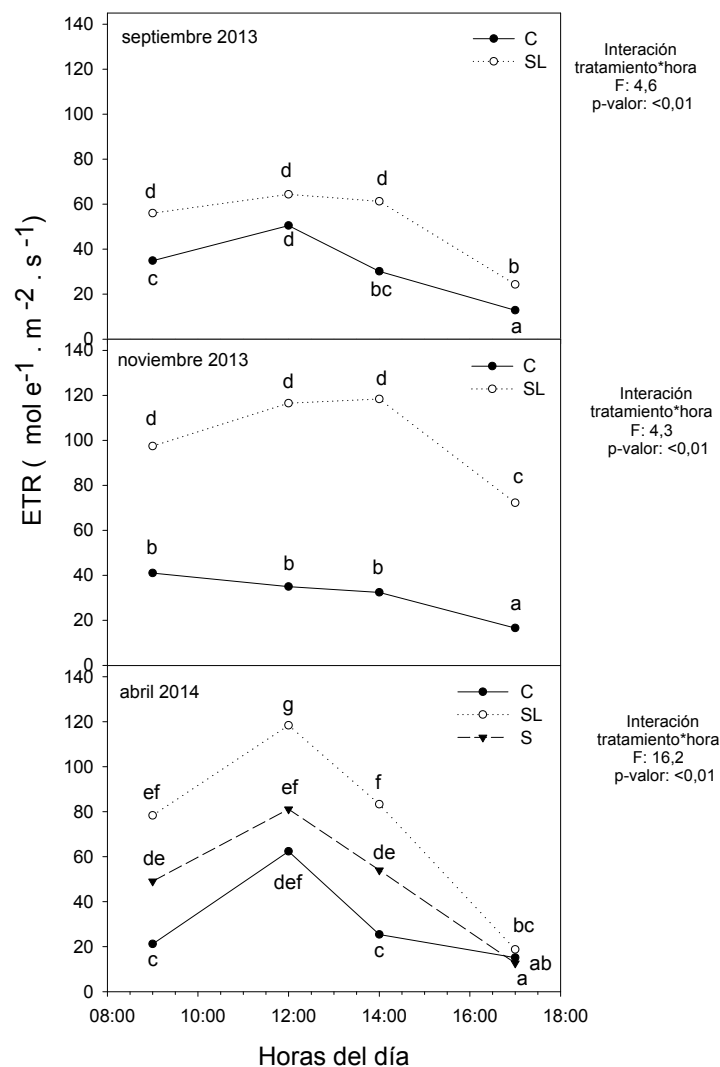 septiembre 2013
C
SL
140
120
100
80
60
40
20
0
d
d
d
b
c
d
bc
a
Interación
tratamiento*hora
F: 4,6
p-valor: <0,01
ETR ( mol e⁻¹ . m⁻² . s⁻¹)
noviembre 2013
C
SL
140
120
100
80
60
40
20
0
d
d
d
c
b
b
b
a
Interación
tratamiento*hora
F: 4,3
p-valor: <0,01
abril 2014
C
SL
S
140
120
100
80
60
40
20
0
g
ef
ef
f
de
de
def
c
c
bc
ab
a
Interación
tratamiento*hora
F: 16,2
p-valor: <0,01
08:00 10:00 12:00 14:00 16:00 18:00
Horas del día